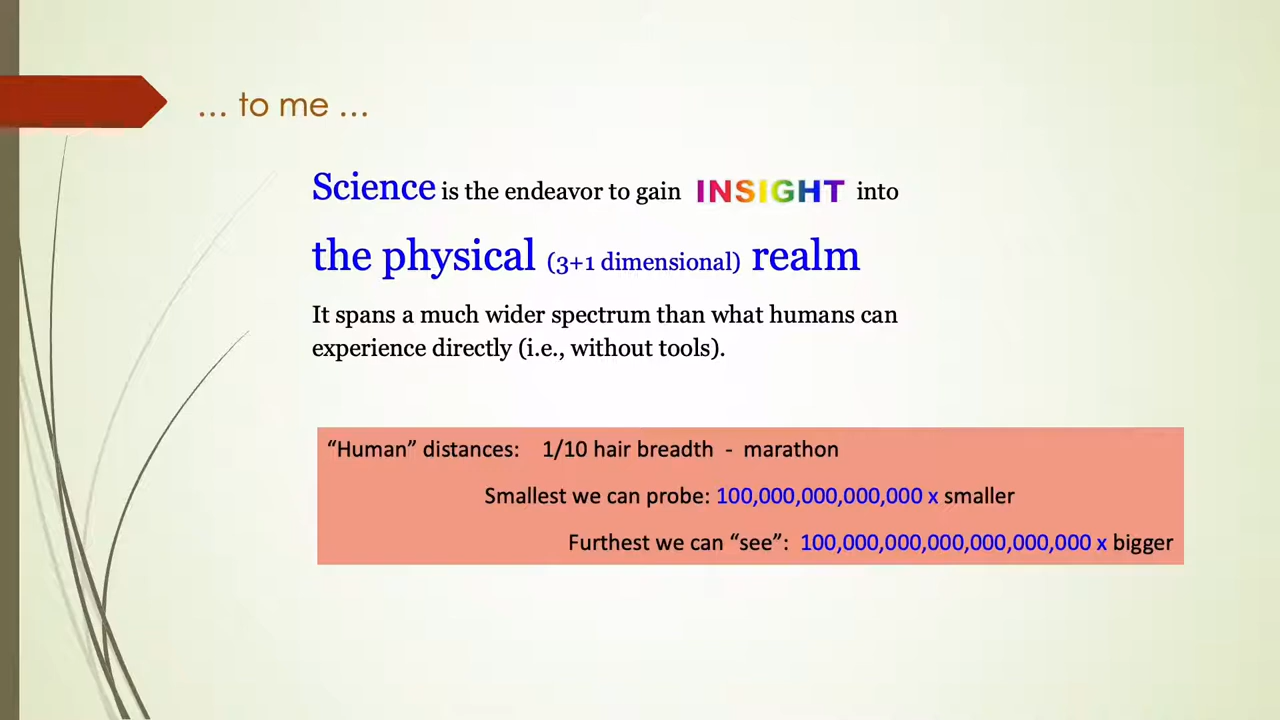 ... to me ...
Science is the endeavor to gain INSIGHT into
the physical (3+1 dimensional) realm
It spans a much wider spectrum than what humans can
experience directly (i.e., without tools).
“Human” distances: 1/10 hair breadth - marathon
Smallest we can probe: 100,000,000,000,000 x smaller
Furthest we can “see”: 100,000,000,000,000,000,000 x bigger